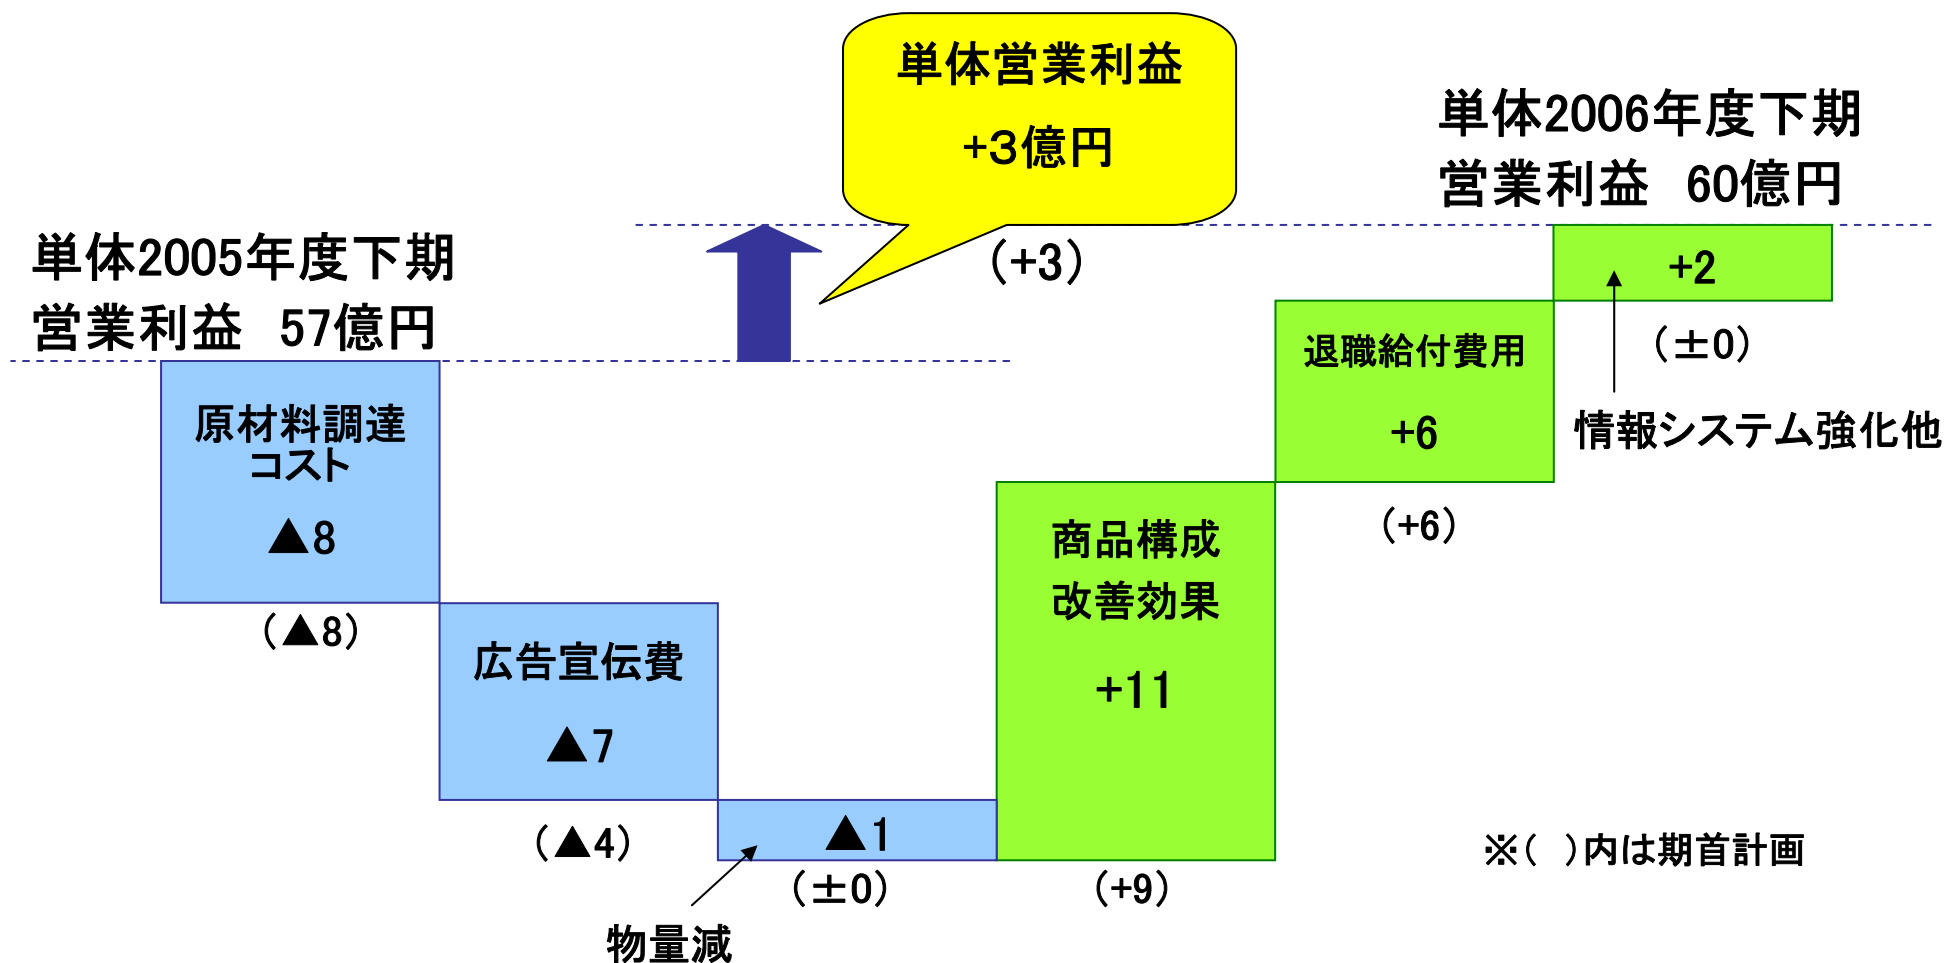 単体営業利益
+3億円
単体2006年度下期
営業利益 60億円
単体2005年度下期
営業利益 57億円
(+3)
+2
(±0)
情報システム強化他
退職給付費用
+6
(+6)
原材料調達
コスト
▲8
(▲8)
商品構成
改善効果
+11
(+9)
広告宣伝費
▲7
(▲4)
▲1
(±0)
物量減
※( )内は期首計画